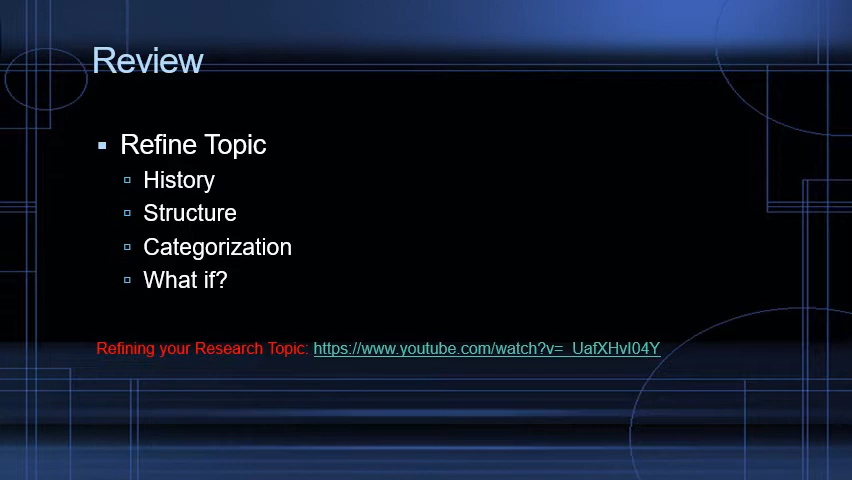 Review
Refine Topic
History
Structure
Categorization
What if?
Refining your Research Topic: https://www.youtube.com/watch?v=_UafXHvI04Y